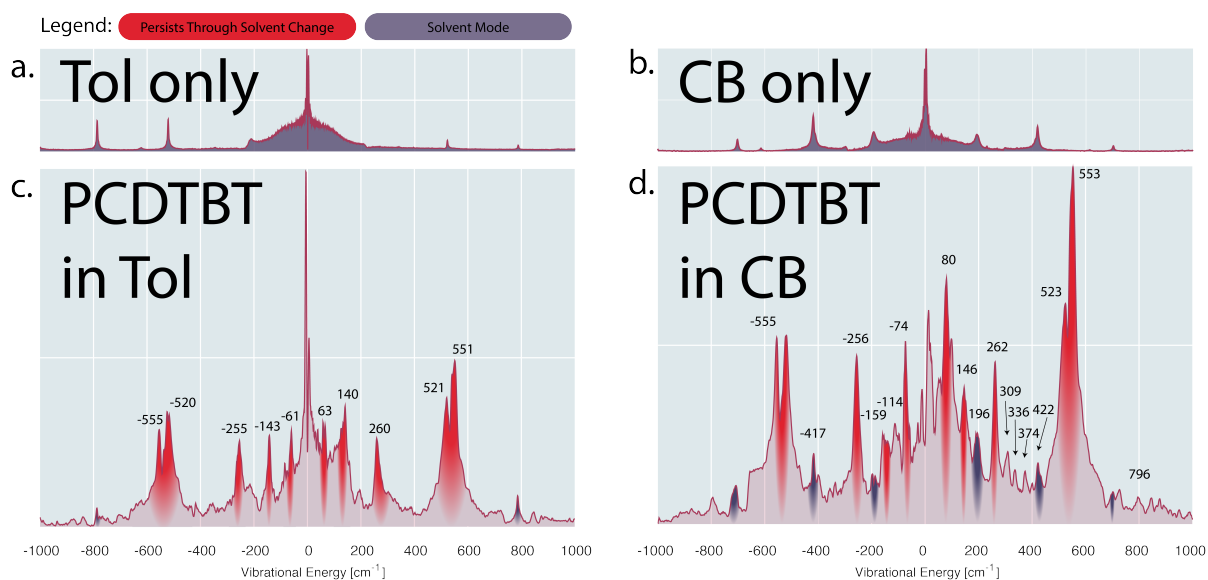 Legend: Persists Through Solvent Change Solvent Mode
a. Tol only
b. CB only
c. PCDTBT
in Tol
-555
-520
-255
-143
-61
63
140
260
521
551
-1000 -800 -600 -400 -200 0 200 400 600 800 1000
Vibrational Energy [cm-1]
d. PCDTBT
in CB
-555
-417
-256
-159
-114
-74
80
146
196
262
309
336
374
422
523
553
796
-1000 -800 -600 -400 -200 0 200 400 600 800 1000
Vibrational Energy [cm-1]